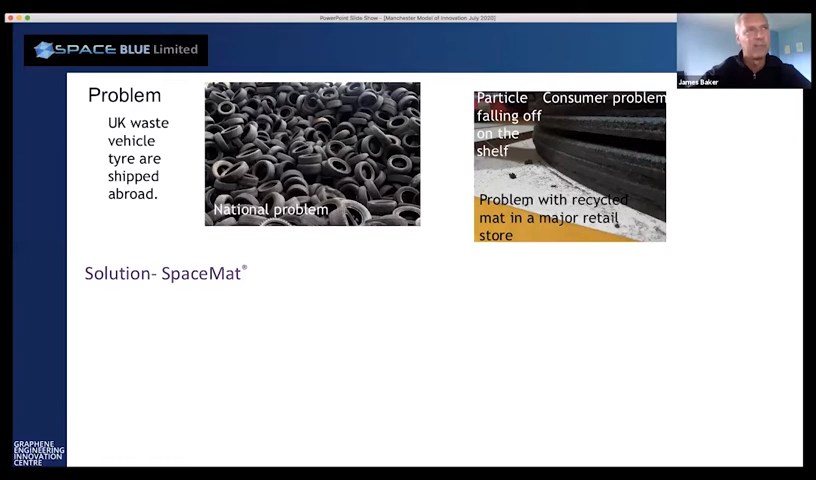 PowerPoint Slide Show - [Manchester Model of Innovation July 2020]
SPACE BLUE Limited
James Baker
Problem
UK waste
vehicle
tyre are
shipped
abroad.
National problem
Particle
falling off
on the
shelf
Consumer problem
Problem with recycled
mat in a major retail
store
Solution- SpaceMat®
GRAPHENE
ENGINEERING
INNOVATION
CENTRE